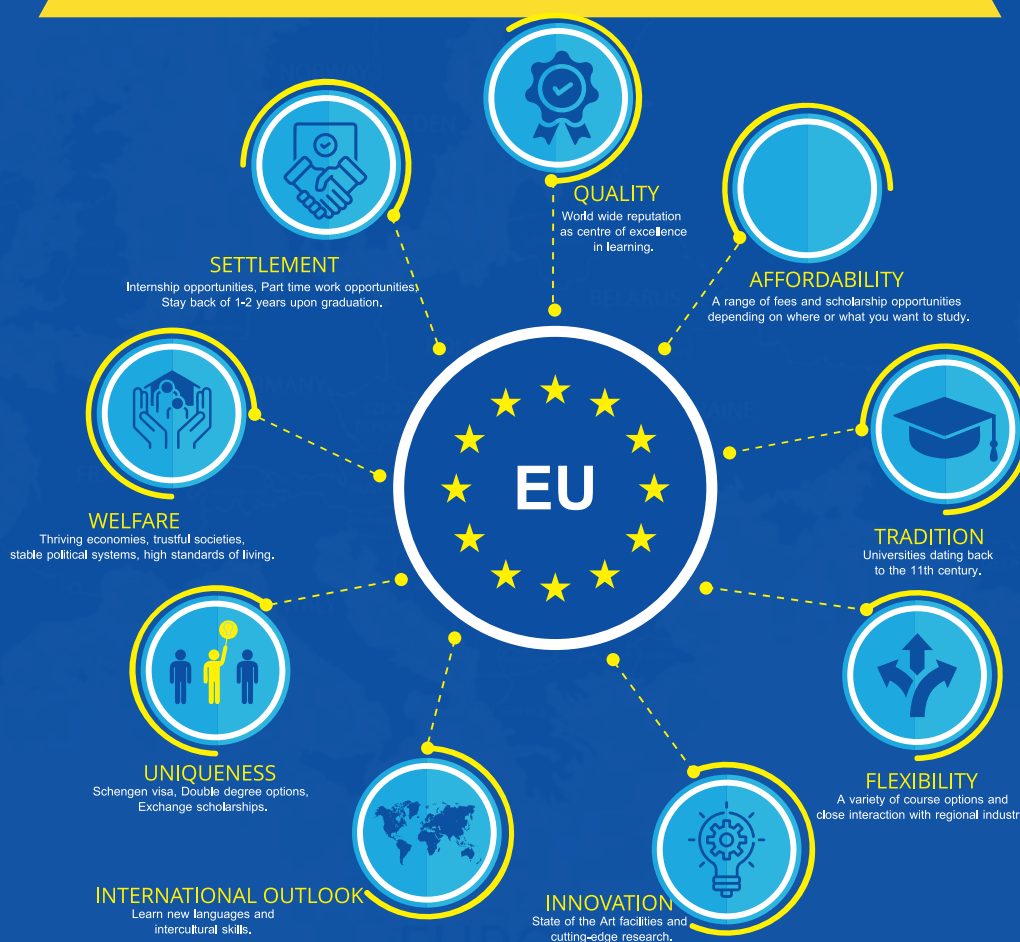 QUALITY
World wide reputation
as centre of excellence
in learning.
SETTLEMENT
Internship opportunities, Part time work opportunities,
Stay back of 1-2 years upon graduation.
AFFORDABILITY
A range of fees and scholarship opportunities
depending on where or what you want to study.
EU
WELFARE
Thriving economies, trustful societies,
stable political systems, high standards of living.
TRADITION
Universities dating back
to the 11th century.
UNIQUENESS
Schengen visa, Double degree options,
Exchange scholarships.
FLEXIBILITY
A variety of course options and
close interaction with regional industr
INTERNATIONAL OUTLOOK
Learn new languages and
intercultural skills.
INNOVATION
State of the Art facilities and
cutting-edge research.